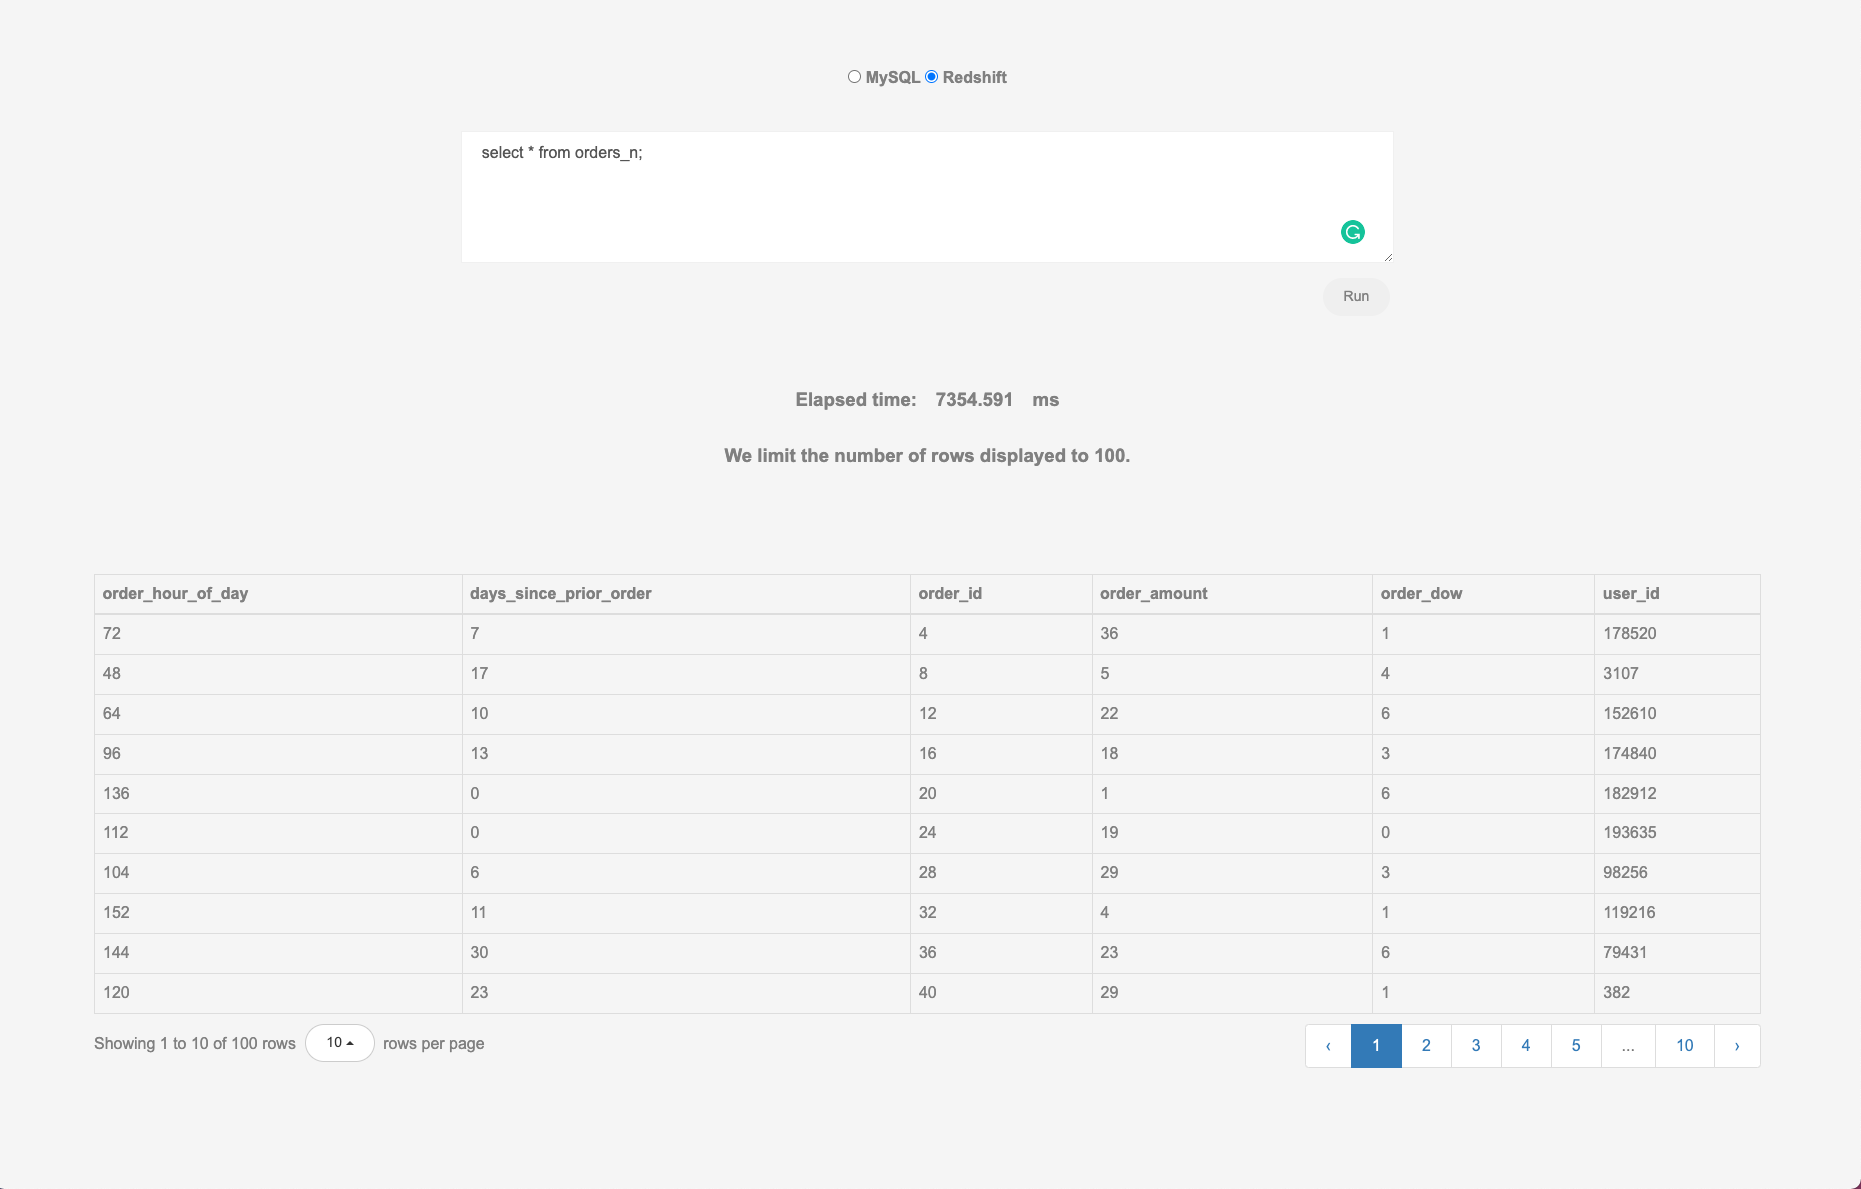 MySQL Redshift
select * from orders_n;
Run
Elapsed time: 7354.591 ms
We limit the number of rows displayed to 100.
order_hour_of_day days_since_prior_order order_id order_amount order_dow user_id
72 7 4 36 1 178520
48 17 8 5 4 3107
64 10 12 22 6 152610
96 13 16 18 3 174840
136 0 20 1 6 182912
112 0 24 19 0 193635
104 6 28 29 3 98256
152 11 32 4 1 119216
144 30 36 23 6 79431
120 23 40 29 1 382
Showing 1 to 10 of 100 rows 10 rows per page ‹ 1 2 3 4 5 ... 10 ›